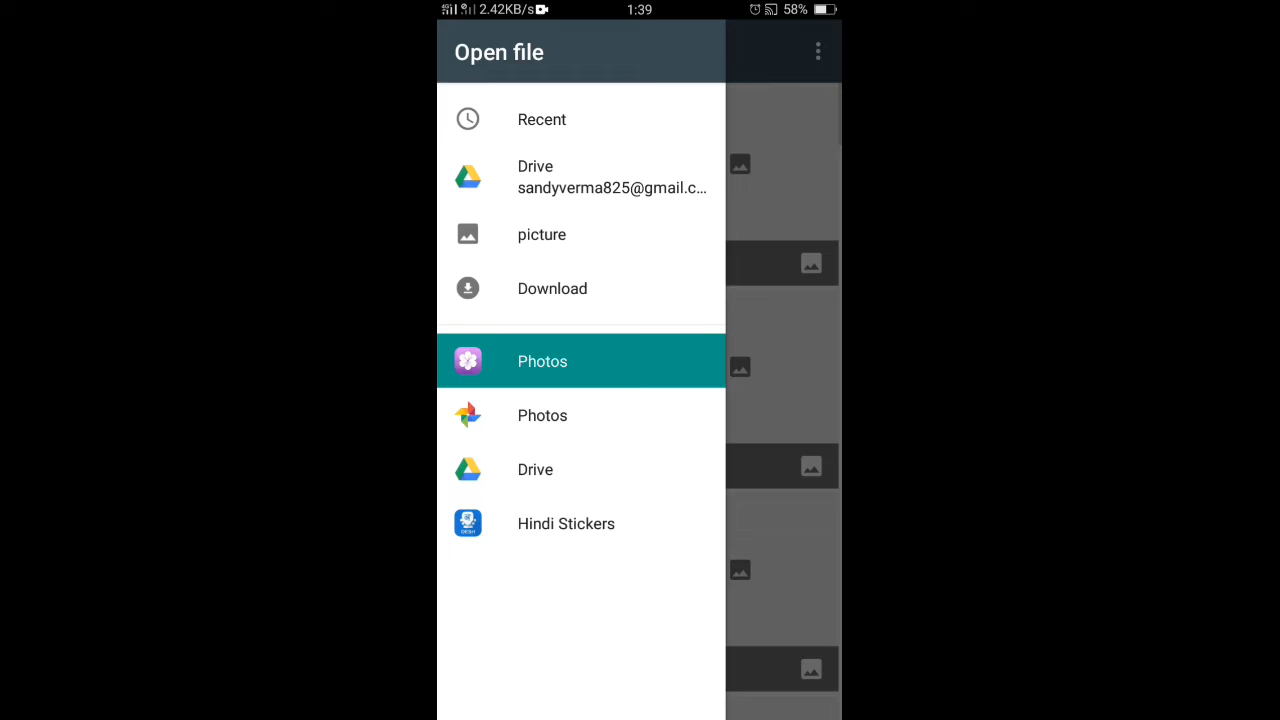 2.42KB/s
1:39
58%
Open file
Recent
Drive
sandyverma825@gmail.c...
picture
Download
Photos
Photos
Drive
Hindi Stickers